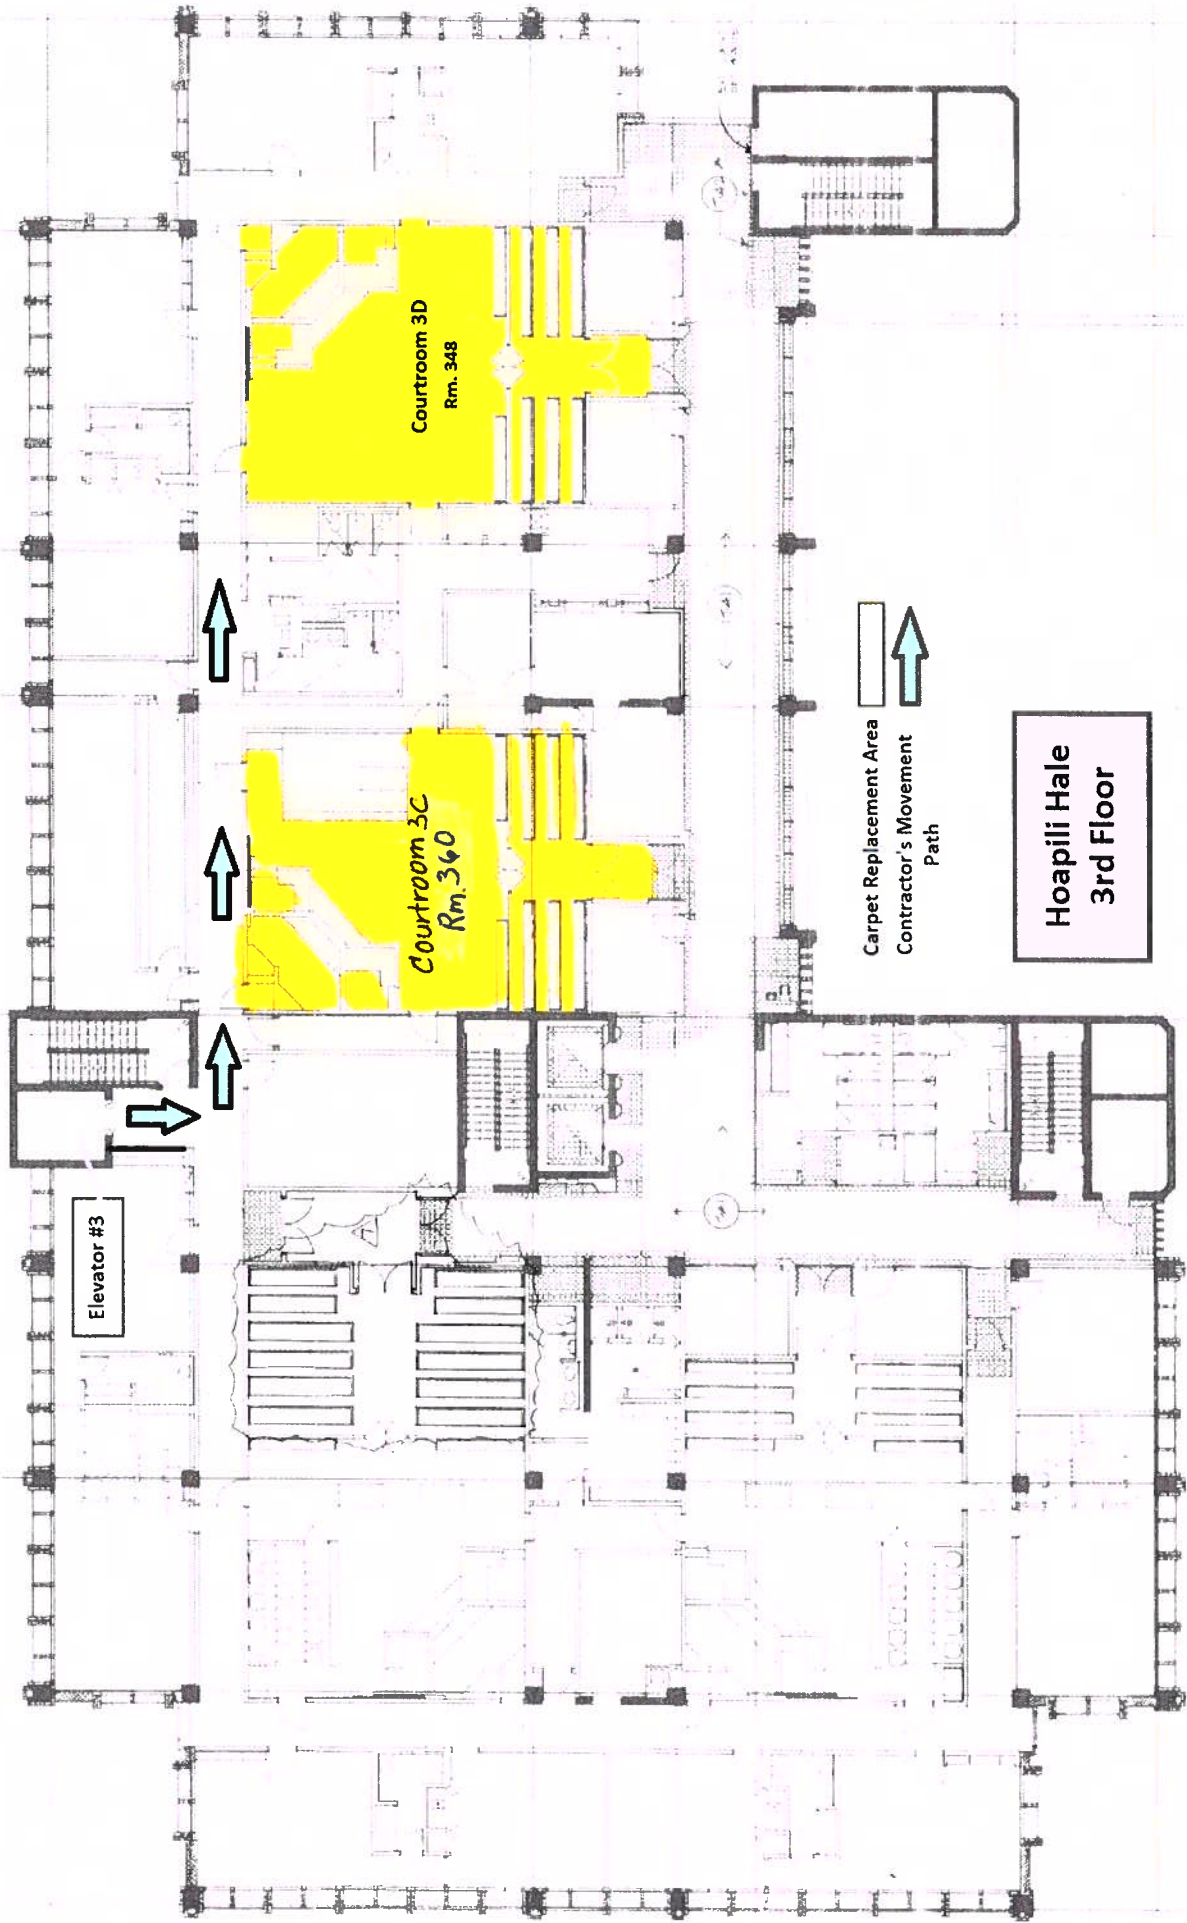 Elevator #3
Courtroom 3C
Rm. 360
Courtroom 3D
Rm. 348
Carpet Replacement Area
Contractor's Movement
Path
Hoapili Hale
3rd Floor